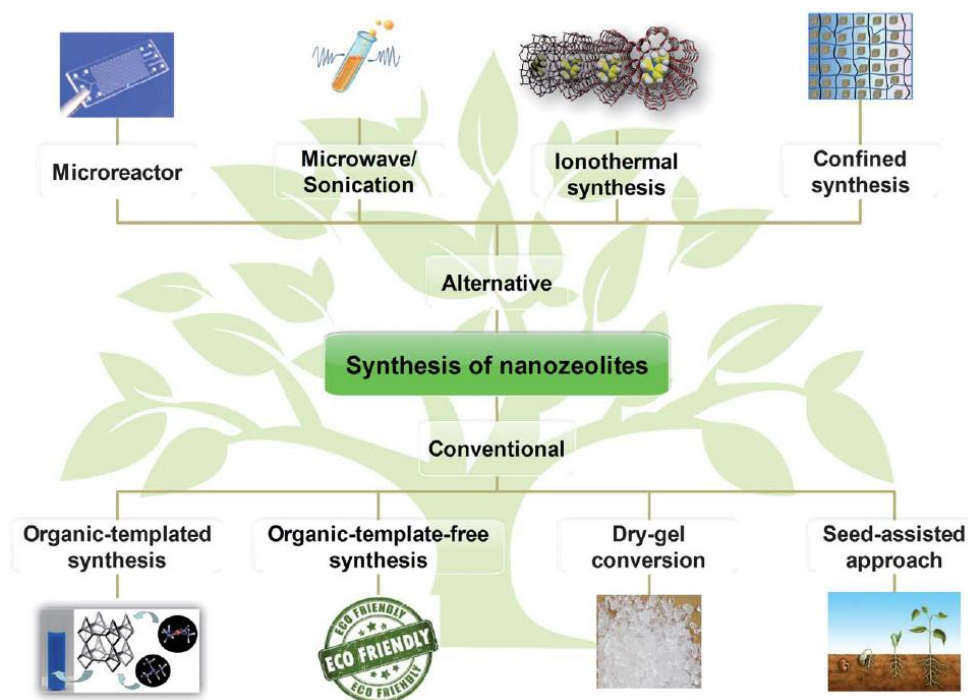 Microreactor
Microwave/
Sonication
Ionothermal
synthesis
Confined
synthesis
Alternative
Synthesis of nanozeolites
Conventional
Organic-templated
synthesis
Organic-template-free
synthesis
Dry-gel
conversion
Seed-assisted
approach
ECO FRIENDLY
ECO FRIENDLY
ECO FRIENDLY